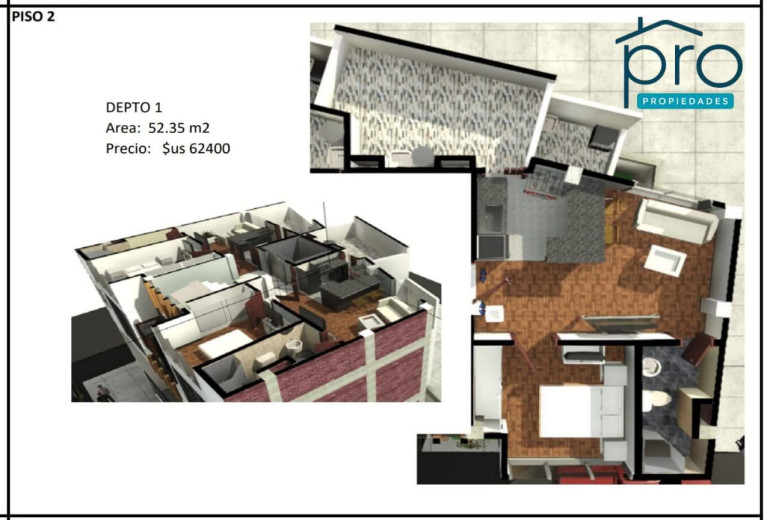 PISO 2
pro
PROPIEDADES
DEPTO 1
Area: 52.35 m2
Precio: $us 62400